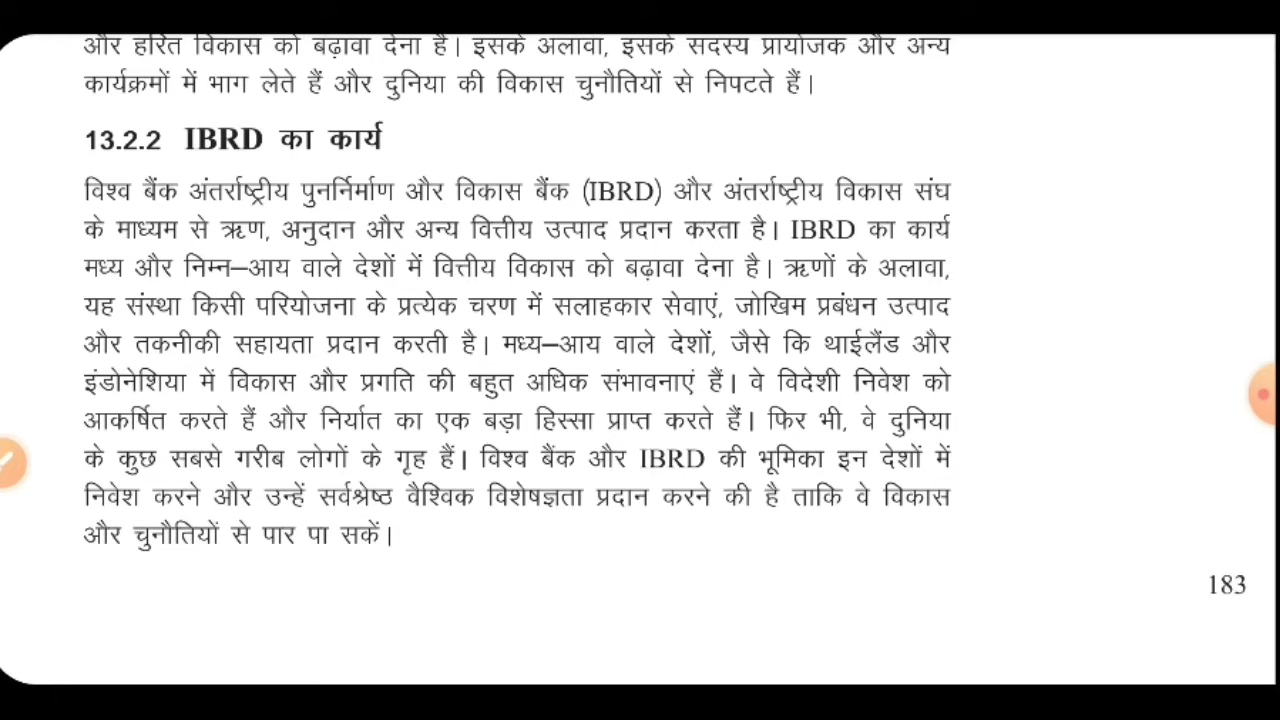 और हरित विकास को बढ़ावा देना है। इसके अलावा, इसके सदस्य प्रायोजक और अन्य
कार्यक्रमों में भाग लेते हैं और दुनिया की विकास चुनौतियों से निपटते हैं।
13.2.2 IBRD का कार्य
विश्व बैंक अंतर्राष्ट्रीय पुनर्निर्माण और विकास बैंक (IBRD) और अंतर्राष्ट्रीय विकास संघ
के माध्यम से ऋण, अनुदान और अन्य वित्तीय उत्पाद प्रदान करता है। IBRD का कार्य
मध्य और निम्न–आय वाले देशों में वित्तीय विकास को बढ़ावा देना है। ऋणों के अलावा,
यह संस्था किसी परियोजना के प्रत्येक चरण में सलाहकार सेवाएं, जोखिम प्रबंधन उत्पाद
और तकनीकी सहायता प्रदान करती है। मध्य–आय वाले देशों, जैसे कि थाईलैंड और
इंडोनेशिया में विकास और प्रगति की बहुत अधिक संभावनाएं हैं। वे विदेशी निवेश को
आकर्षित करते हैं और निर्यात का एक बड़ा हिस्सा प्राप्त करते हैं। फिर भी, वे दुनिया
के कुछ सबसे गरीब लोगों के गृह हैं। विश्व बैंक और IBRD की भूमिका इन देशों में
निवेश करने और उन्हें सर्वश्रेष्ठ वैश्विक विशेषज्ञता प्रदान करने की है ताकि वे विकास
और चुनौतियों से पार पा सकें।
183